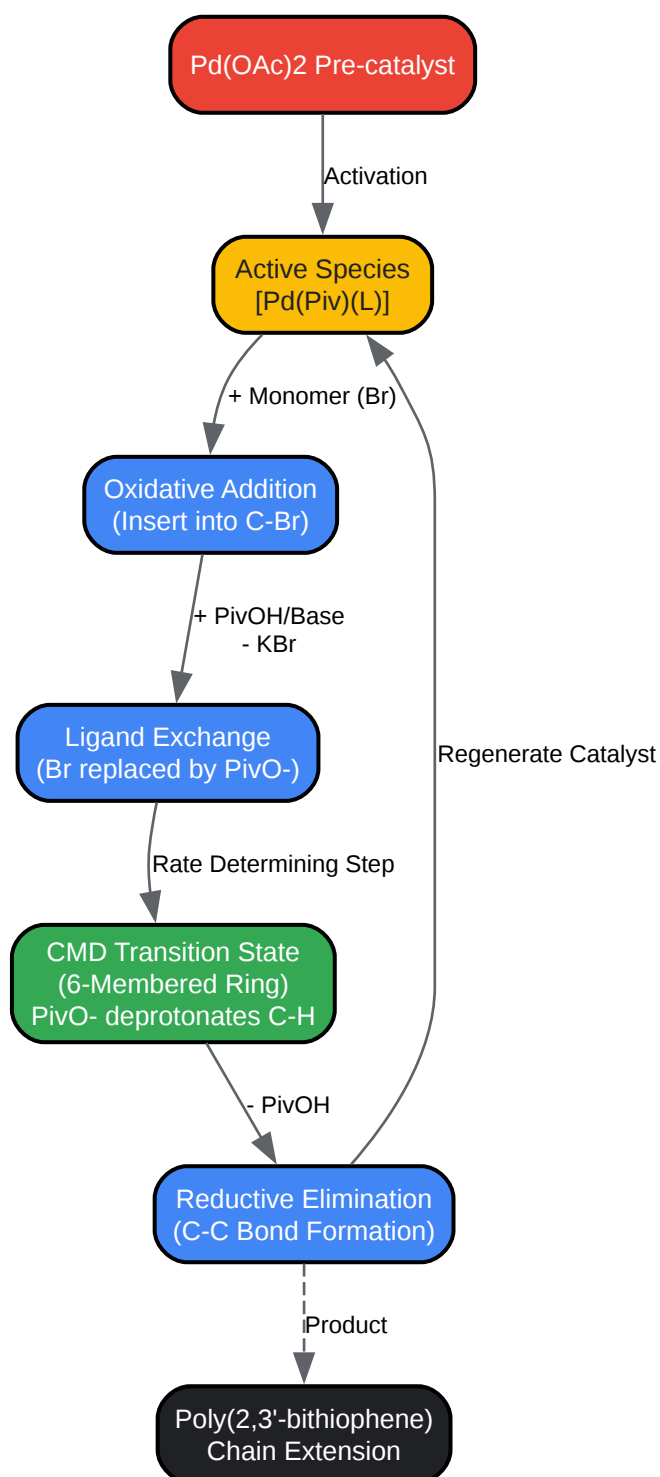 Pd(OAc)2 Pre-catalyst
Activation
Active Species
[Pd(Piv)(L)]
+ Monomer (Br)
Oxidative Addition
(Insert into C-Br)
+ PivOH/Base
- KBr
Ligand Exchange
(Br replaced by PivO-)
Regenerate Catalyst
Rate Determining Step
CMD Transition State
(6-Membered Ring)
PivO- deprotonates C-H
- PivOH
Reductive Elimination
(C-C Bond Formation)
Product
Poly(2,3'-bithiophene)
Chain Extension